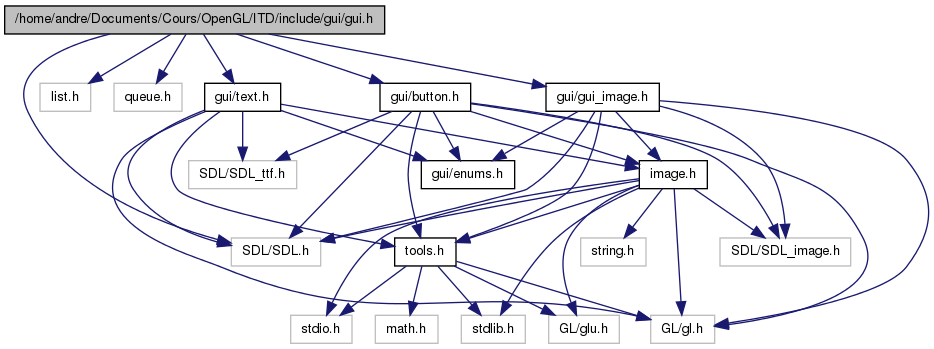 /home/andre/Documents/Cours/OpenGL/ITD/include/gui/gui.h
list.h
queue.h
gui/text.h
gui/button.h
gui/gui_image.h
SDL/SDL_ttf.h
gui/enums.h
image.h
SDL/SDL.h
tools.h
string.h
SDL/SDL_image.h
stdio.h
math.h
stdlib.h
GL/glu.h
GL/gl.h